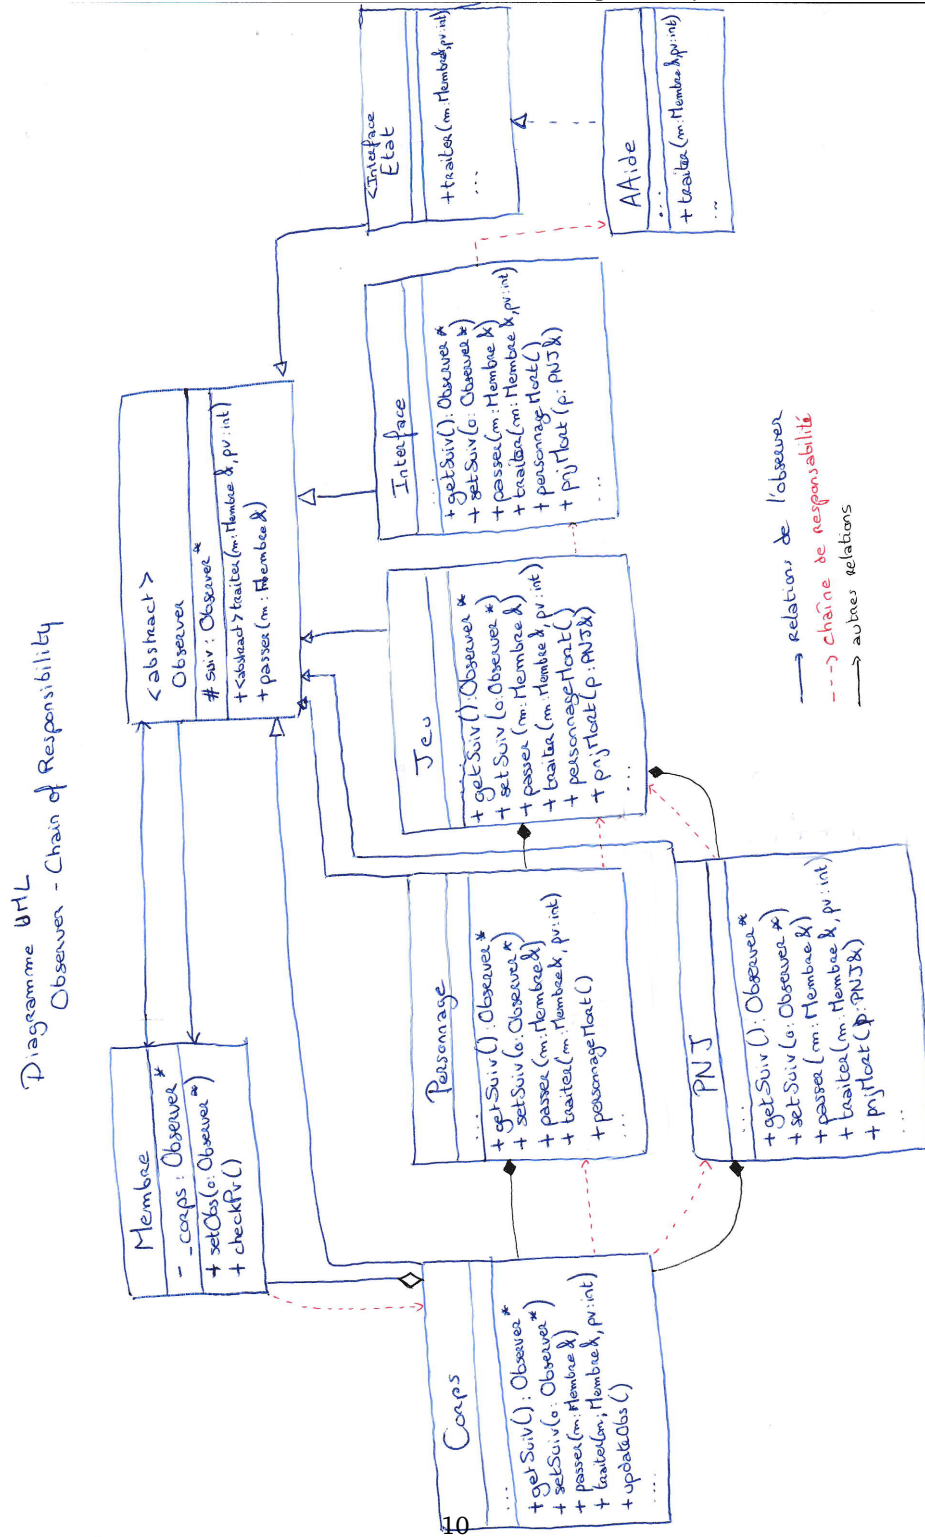 Diagramme UML
Observer - Chain of Responsibility
Membre
- _corps : Observer*
+ setObs(o: Observer*)
+ checkPv()
<abstract>
Observer
# suiv : Observer*
+ <abstract> traiter(m: Membre &, pv: int)
+ passer(m: Membre &)
<Interface
Etat
+ traiter(m: Membre &, pv: int)
...
Corps
...
+ getSuiv() : Observer*
+ setSuiv(o: Observer*)
+ passer(m: Membre &)
+ traiter(m: Membre &, pv: int)
+ updateObs()
....
Personnage
...
+ getSuiv() : Observer*
+ setSuiv(o: Observer*)
+ passer(m: Membre &)
+ traiter(m: Membre &, pv: int)
+ personnageMort()
....
Jeu
....
+ getSuiv() : Observer*
+ setSuiv(o: Observer*)
+ passer(m: Membre &)
+ traiter(m: Membre &, pv: int)
+ personnageMort()
+ pnjMort(p: PNJ &)
...
Interface
....
+ getSuiv() : Observer*
+ setSuiv(o: Observer*)
+ passer(m: Membre &)
+ traiter(m: Membre &, pv: int)
+ personnageMort()
+ pnjMort(p: PNJ &)
...
AAide
...
+ traiter(m: Membre &, pv: int)
...
PNJ
....
+ getSuiv() : Observer*
+ setSuiv(o: Observer*)
+ passer(m: Membre &)
+ traiter(m: Membre &, pv: int)
+ pnjMort(p: PNJ &)
...
relations de l'observer
chaîne de responsabilité
autres relations
10